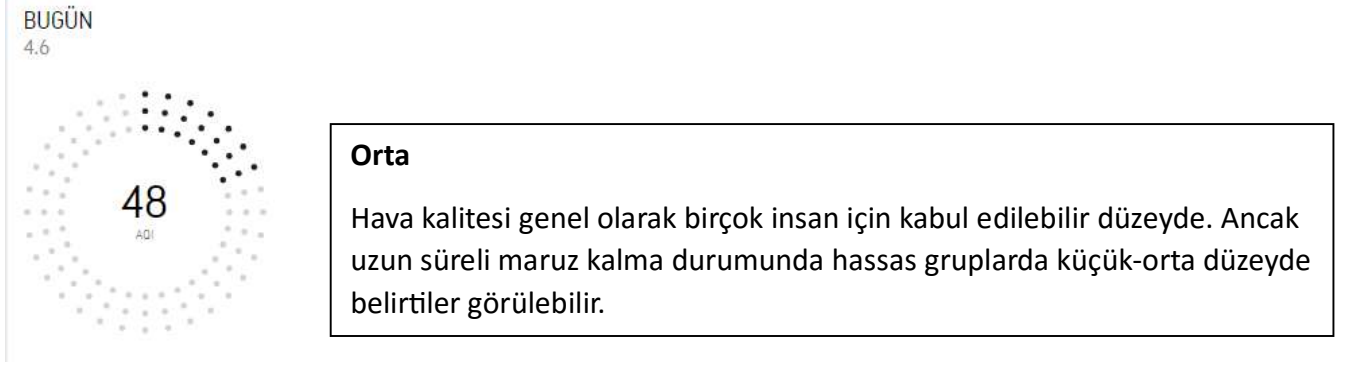 BUGÜN
4.6
48
AQI
Orta
Hava kalitesi genel olarak birçok insan için kabul edilebilir düzeyde. Ancak
uzun süreli maruz kalma durumunda hassas gruplarda küçük-orta düzeyde
belirtiler görülebilir.